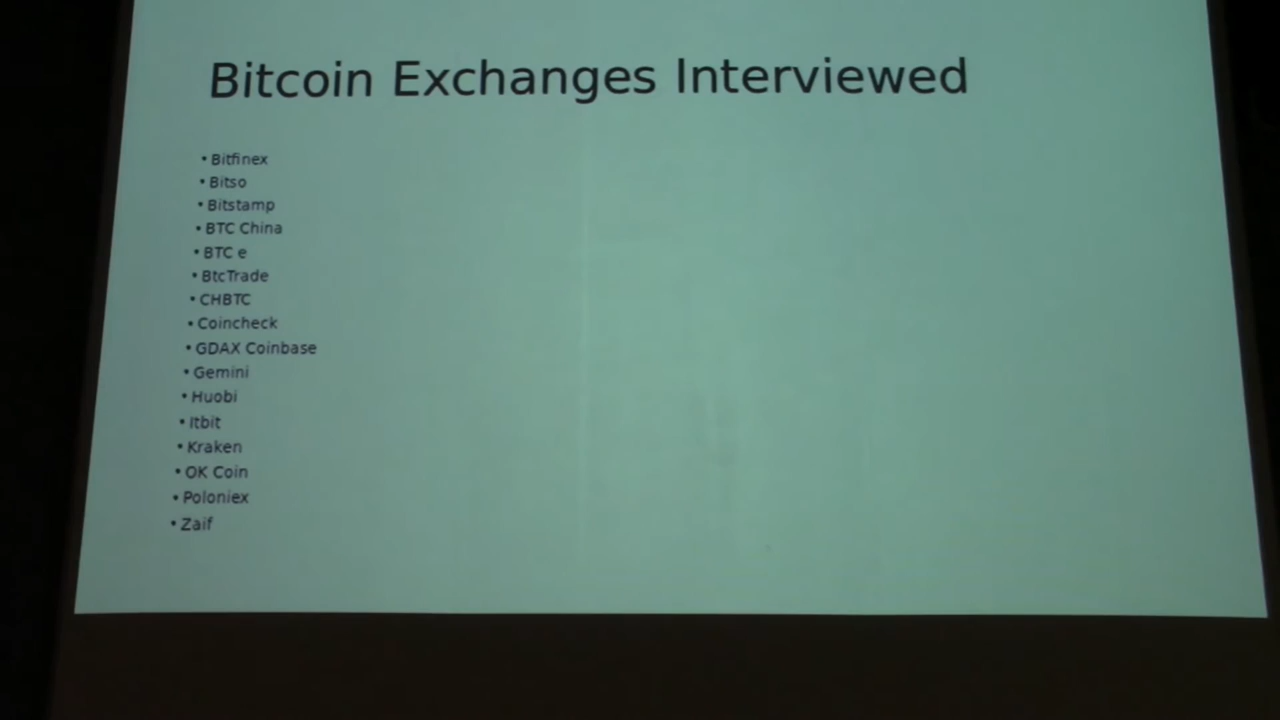 Bitcoin Exchanges Interviewed
• Bitfinex
• Bitso
• Bitstamp
• BTC China
• BTC e
• BtcTrade
• CHBTC
• Coincheck
• GDAX Coinbase
• Gemini
• Huobi
• Itbit
• Kraken
• OK Coin
• Poloniex
• Zaif